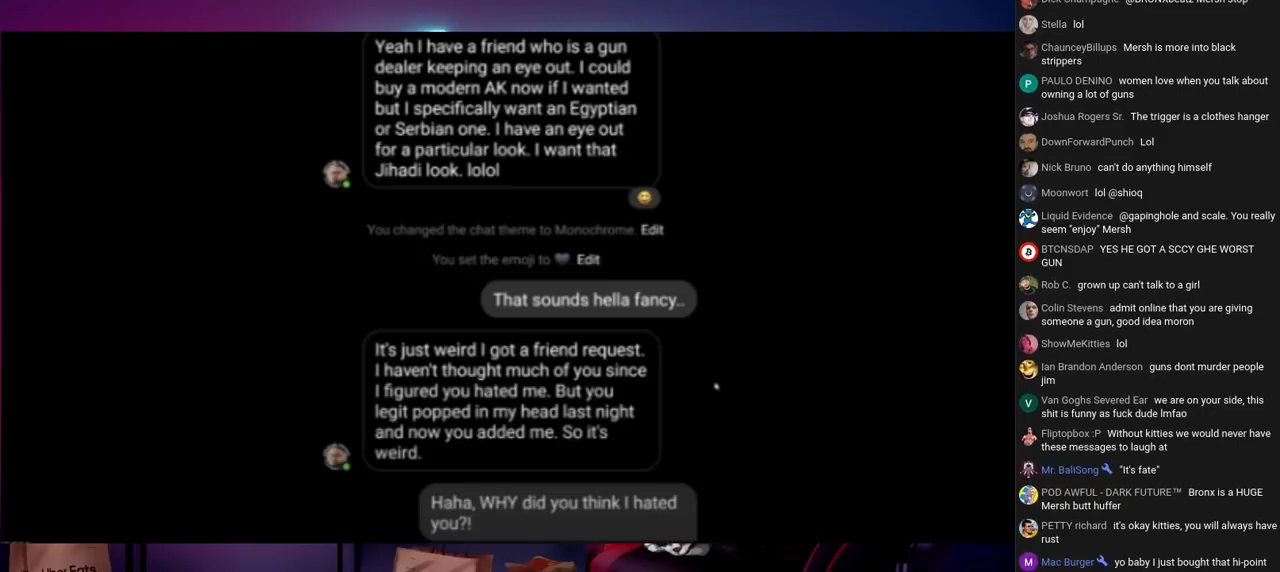 Yeah I have a friend who is a gun
dealer keeping an eye out. I could
buy a modern AK now if I wanted
but I specifically want an Egyptian
or Serbian one. I have an eye out
for a particular look. I want that
Jihadi look. lolol
You changed the chat theme to Monochrome. Edit
You set the emoji to 🖤 Edit
That sounds hella fancy..
It's just weird I got a friend request.
I haven't thought much of you since
I figured you hated me. But you
legit popped in my head last night
and now you added me. So it's
weird.
Haha, WHY did you think I hated
you?!
Uber Eats
Stella lol
ChaunceyBillups Mersh is more into black
strippers
P
PAULO DENINO women love when you talk about
owning a lot of guns
Joshua Rogers Sr. The trigger is a clothes hanger
DownForwardPunch Lol
Nick Bruno can't do anything himself
Moonwort lol @shioq
Liquid Evidence @gapinghole and scale. You really
seem "enjoy" Mersh
BTCNSDAP YES HE GOT A SCCY GHE WORST
GUN
Rob C. grown up can't talk to a girl
Colin Stevens admit online that you are giving
someone a gun, good idea moron
ShowMeKitties lol
Ian Brandon Anderson guns dont murder people
jim
V
Van Goghs Severed Ear we are on your side, this
shit is funny as fuck dude lmfao
Fliptopbox :P Without kitties we would never have
these messages to laugh at
Mr. BaliSong "It's fate"
POD AWFUL - DARK FUTURE™ Bronx is a HUGE
Mersh butt huffer
PETTY richard it's okay kitties, you will always have
rust
M
Mac Burger yo baby I just bought that hi-point